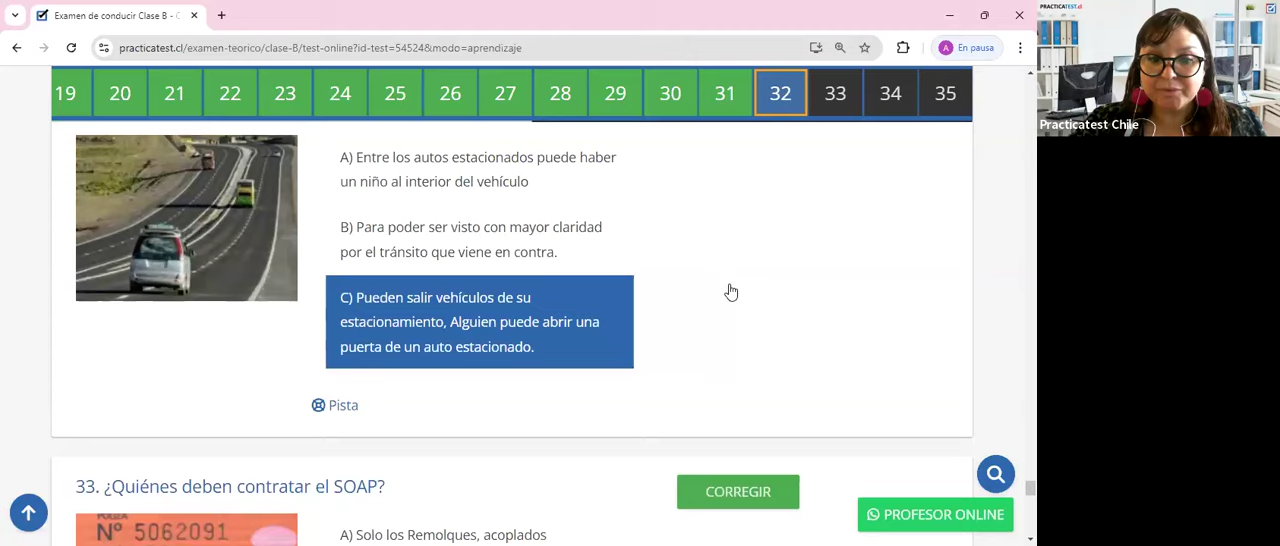 Examen de conducir Clase B - C
practicatest.cl/examen-teorico/clase-B/test-online?id-test=54524&modo=aprendizaje
En pausa
19 20 21 22 23 24 25 26 27 28 29 30 31 32 33 34 35
A) Entre los autos estacionados puede haber
un niño al interior del vehículo
B) Para poder ser visto con mayor claridad
por el tránsito que viene en contra.
C) Pueden salir vehículos de su
estacionamiento, Alguien puede abrir una
puerta de un auto estacionado.
Pista
33. ¿Quiénes deben contratar el SOAP?
CORREGIR
Nº 5062091
A) Solo los Remolques, acoplados
PROFESOR ONLINE
PRACTICATEST.cl
Practicatest Chile